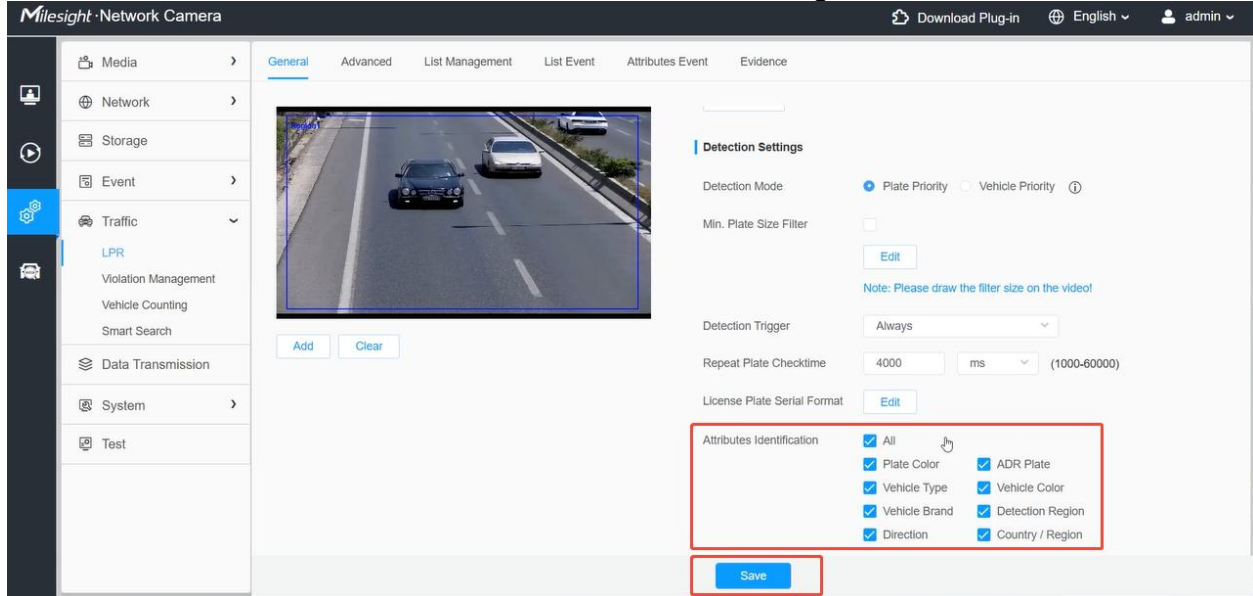 Milesight·Network Camera
Download Plug-in
English
admin
Media
Network
Storage
Event
Traffic
LPR
Violation Management
Vehicle Counting
Smart Search
Data Transmission
System
Test
General Advanced List Management List Event Attributes Event Evidence
Region1
Add Clear
Detection Settings
Detection Mode Plate Priority Vehicle Priority
Min. Plate Size Filter
Edit
Note: Please draw the filter size on the video!
Detection Trigger Always
Repeat Plate Checktime 4000 ms (1000-60000)
License Plate Serial Format Edit
Attributes Identification All
Plate Color ADR Plate
Vehicle Type Vehicle Color
Vehicle Brand Detection Region
Direction Country / Region
Save